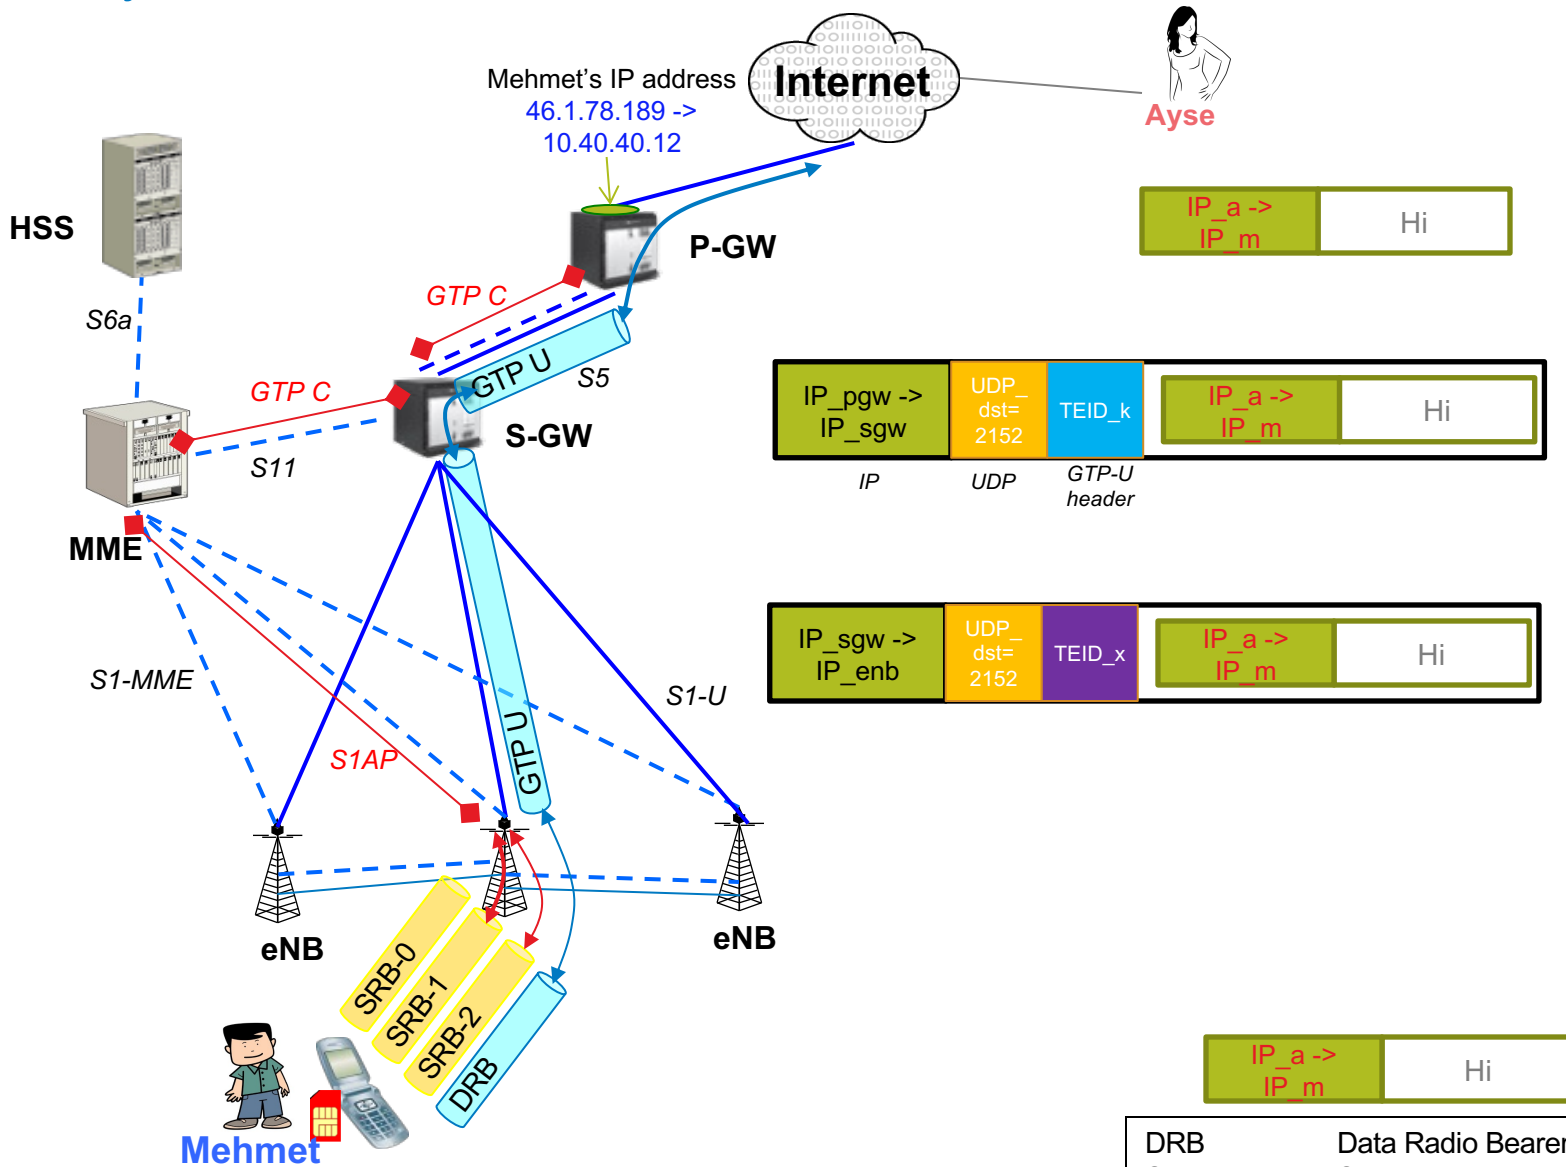 Mehmet's IP address
46.1.78.189 ->
10.40.40.12
Internet
Ayse
HSS
P-GW
IP_a ->
IP_m
Hi
S6a
GTP C
GTP U
S5
GTP C
S11
S-GW
MME
IP_pgw ->
IP_sgw
UDP_
dst=
2152
TEID_k
IP_a ->
IP_m
Hi
IP
UDP
GTP-U
header
S1-MME
S1AP
GTP U
S1-U
IP_sgw ->
IP_enb
UDP_
dst=
2152
TEID_x
IP_a ->
IP_m
Hi
eNB
eNB
SRB-0
SRB-1
SRB-2
DRB
Mehmet
IP_a ->
IP_m
Hi
DRB Data Radio Bearer